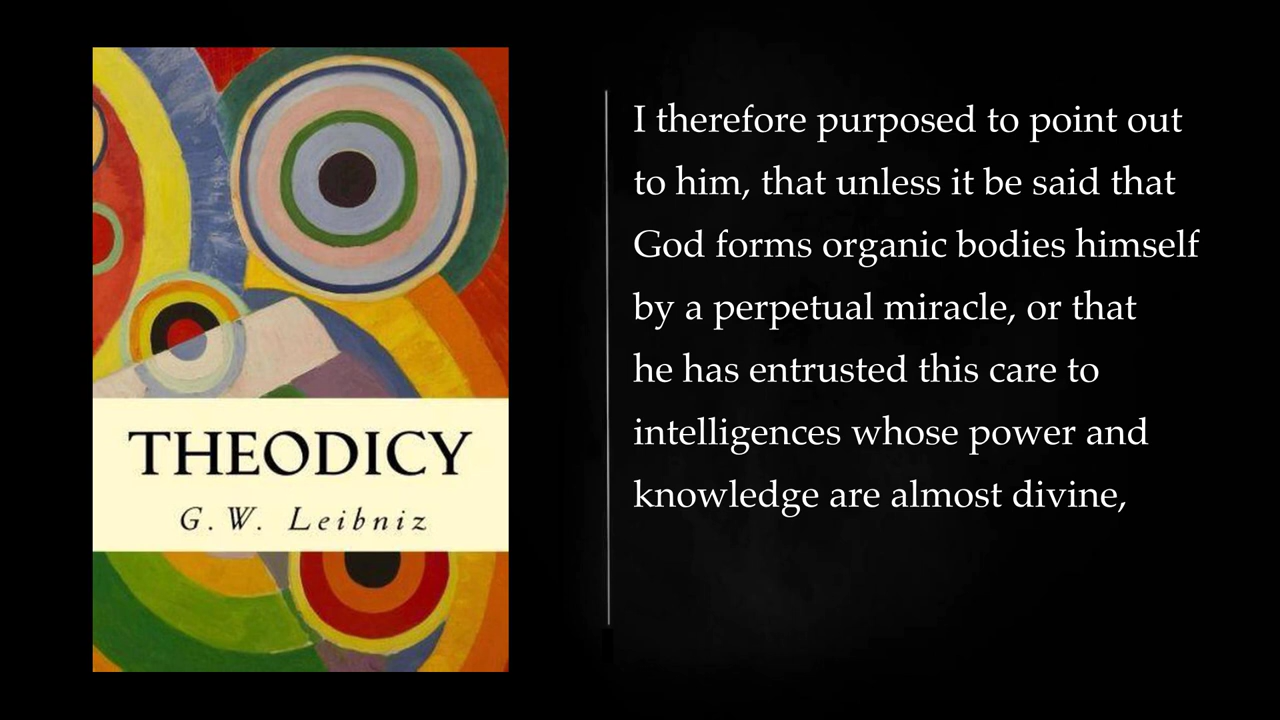 THEODICY
G.W. Leibniz
I therefore purposed to point out
to him, that unless it be said that
God forms organic bodies himself
by a perpetual miracle, or that
he has entrusted this care to
intelligences whose power and
knowledge are almost divine,